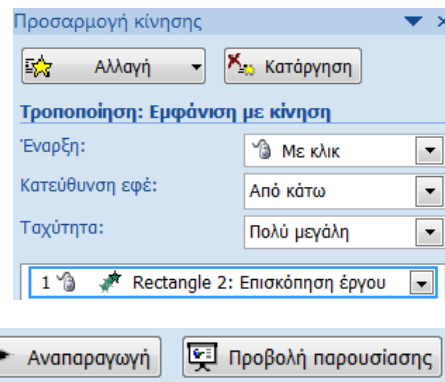 Προσαρμογή κίνησης
Αλλαγή Κατάργηση
Τροποποίηση: Εμφάνιση με κίνηση
Έναρξη: Με κλικ
Κατεύθυνση εφέ: Από κάτω
Ταχύτητα: Πολύ μεγάλη
1 Rectangle 2: Επισκόπηση έργου
Αναπαραγωγή Προβολή παρουσίασης